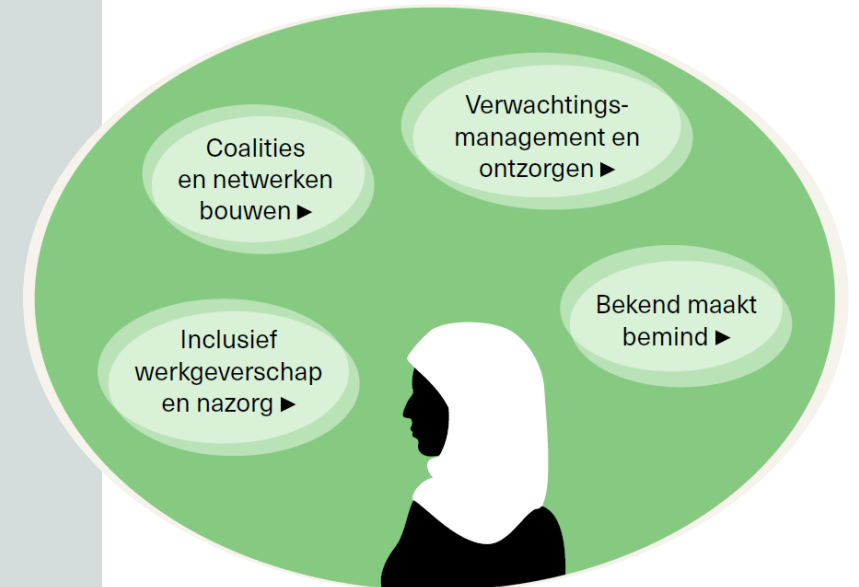 Coalities
en netwerken
bouwen ►
Verwachtings-
management en
ontzorgen ►
Inclusief
werkgeverschap
en nazorg ►
Bekend maakt
bemind ►